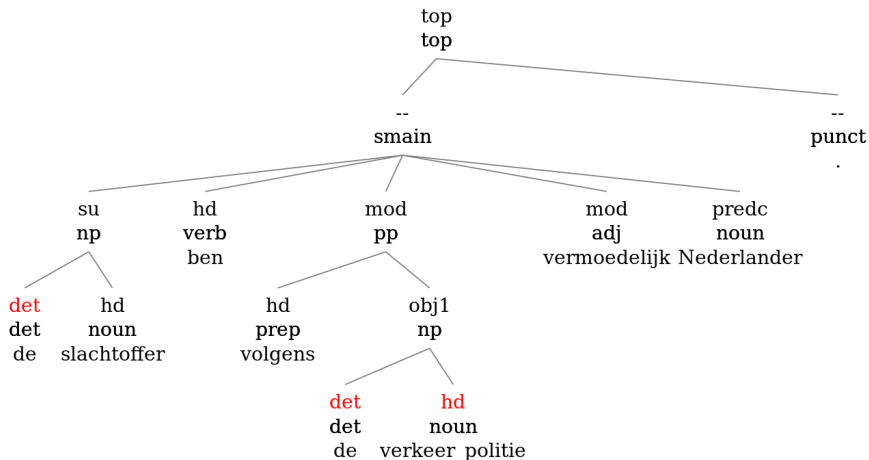 top
top
-- --
smain punct
.
su hd mod mod predc
np verb pp adj noun
ben vermoedelijk Nederlander
det hd hd obj1
det noun prep np
de slachtoffer volgens
det hd
det noun
de verkeer_politie